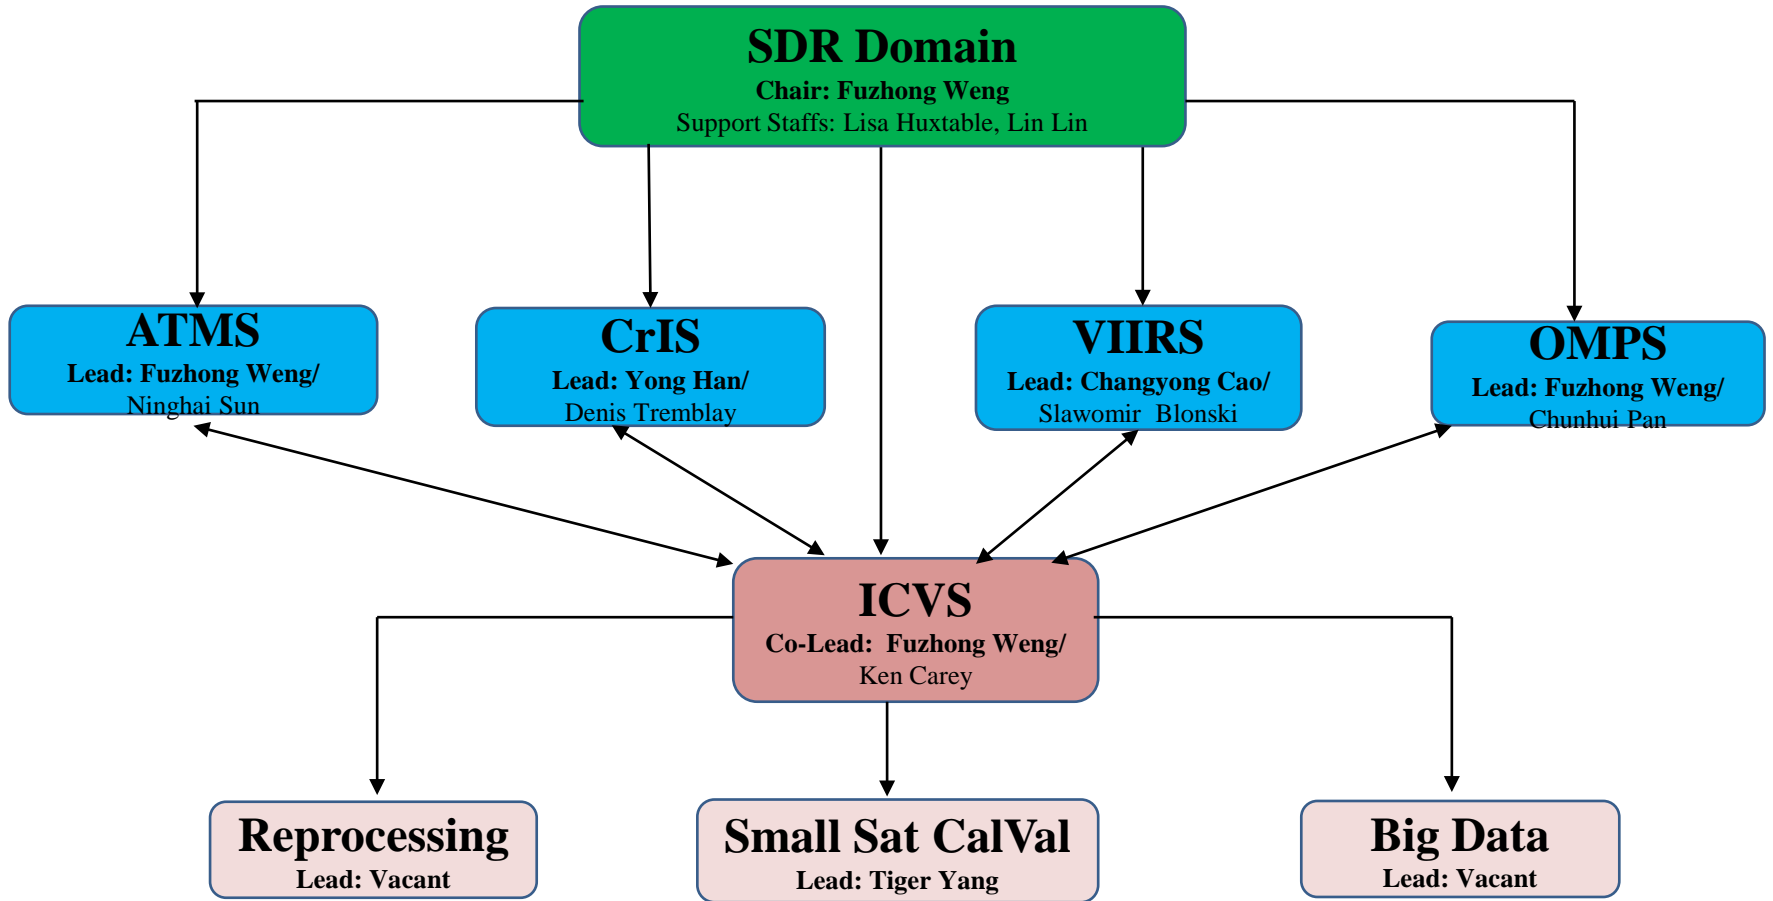 SDR Domain
Chair: Fuzhong Weng
Support Staffs: Lisa Huxtable, Lin Lin
ATMS
Lead: Fuzhong Weng/
Ninghai Sun
CrIS
Lead: Yong Han/
Denis Tremblay
VIIRS
Lead: Changyong Cao/
Slawomir Blonski
OMPS
Lead: Fuzhong Weng/
Chunhui Pan
ICVS
Co-Lead: Fuzhong Weng/
Ken Carey
Reprocessing
Lead: Vacant
Small Sat CalVal
Lead: Tiger Yang
Big Data
Lead: Vacant